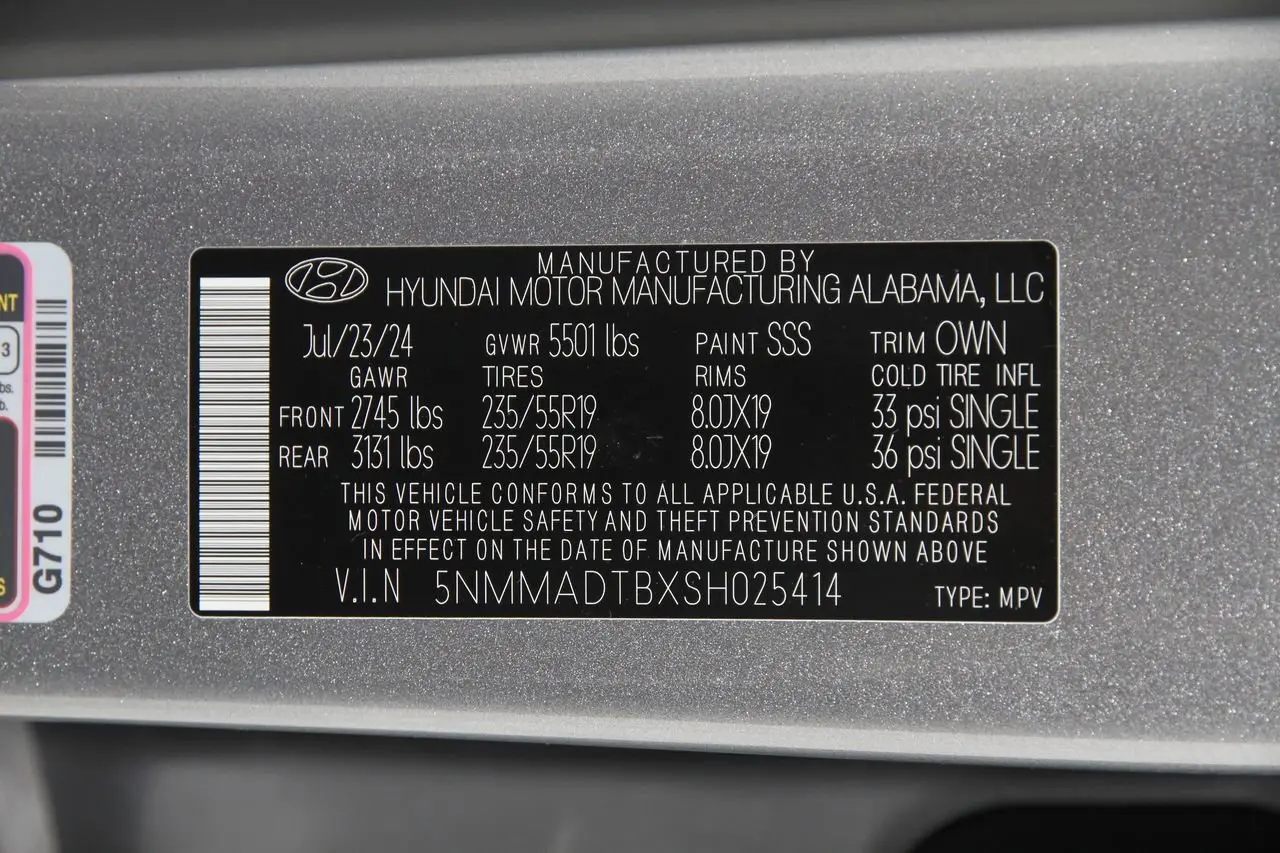 MANUFACTURED BY
HYUNDAI MOTOR MANUFACTURING ALABAMA, LLC
Jul/23/24 GVWR 5501 lbs PAINT SSS TRIM OWN
GAWR TIRES RIMS COLD TIRE INFL
FRONT 2745 lbs 235/55R19 8.0JX19 33 psi SINGLE
REAR 3131 lbs 235/55R19 8.0JX19 36 psi SINGLE
THIS VEHICLE CONFORMS TO ALL APPLICABLE U.S.A. FEDERAL
MOTOR VEHICLE SAFETY AND THEFT PREVENTION STANDARDS
IN EFFECT ON THE DATE OF MANUFACTURE SHOWN ABOVE
V.I.N 5NMMADTBXSH025414 TYPE: MPV
G710
NT
3
bs.
b.
S